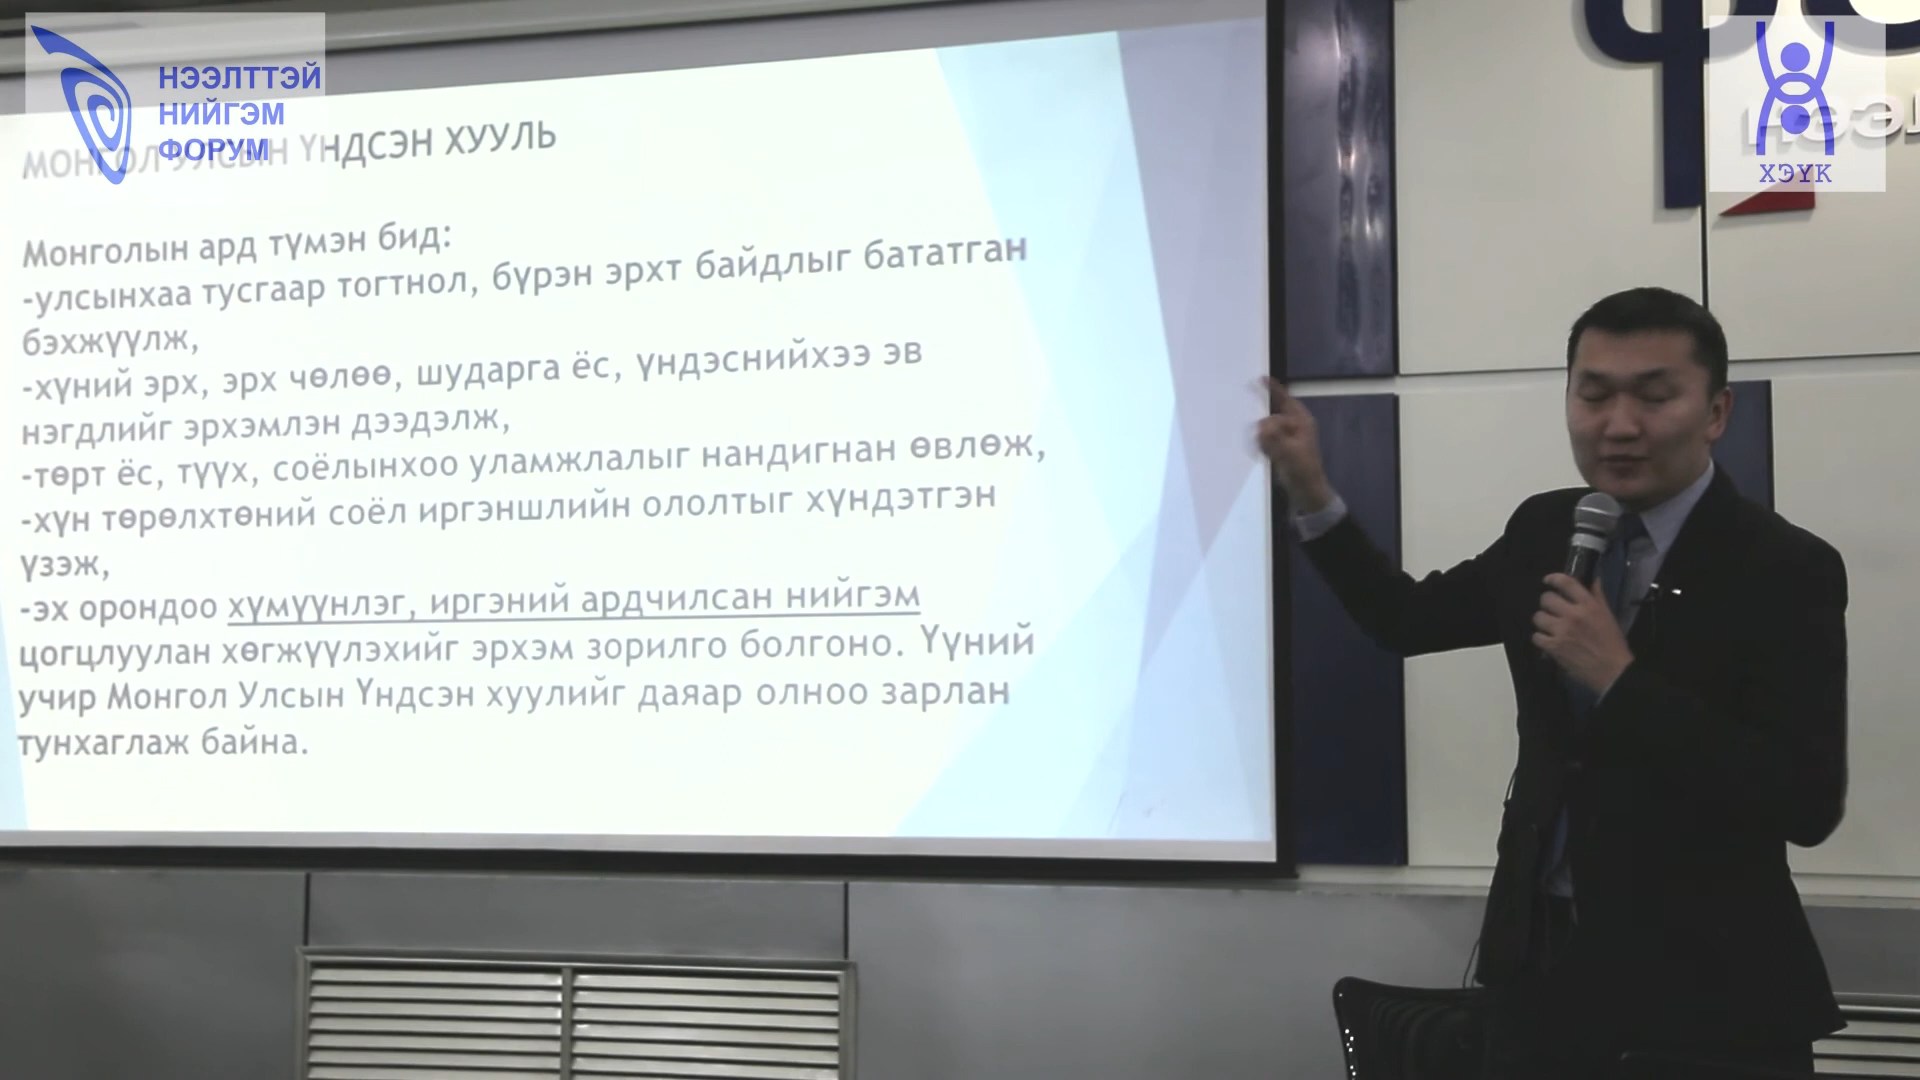 НЭЭЛТТЭЙ
НИЙГЭМ
ФОРУМ
ХЭҮК
МОНГОЛ УЛСЫН ҮНДСЭН ХУУЛЬ
Монголын ард түмэн бид:
-улсынхаа тусгаар тогтнол, бүрэн эрхт байдлыг бататган
бэхжүүлж,
-хүний эрх, эрх чөлөө, шударга ёс, үндэснийхээ эв
нэгдлийг эрхэмлэн дээдэлж,
-төрт ёс, түүх, соёлынхоо уламжлалыг нандигнан өвлөж,
-хүн төрөлхтөний соёл иргэншлийн ололтыг хүндэтгэн
үзэж,
-эх орондоо хүмүүнлэг, иргэний ардчилсан нийгэм
цогцлуулан хөгжүүлэхийг эрхэм зорилго болгоно. Үүний
учир Монгол Улсын Үндсэн хуулийг даяар олноо зарлан
тунхаглаж байна.